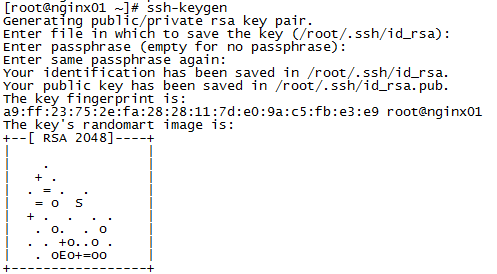 [root@nginx01 ~]# ssh-keygen
Generating public/private rsa key pair.
Enter file in which to save the key (/root/.ssh/id_rsa):
Enter passphrase (empty for no passphrase):
Enter same passphrase again:
Your identification has been saved in /root/.ssh/id_rsa.
Your public key has been saved in /root/.ssh/id_rsa.pub.
The key fingerprint is:
a9:ff:23:75:2e:fa:28:28:11:7d:e0:9a:c5:fb:e3:e9 root@nginx01
The key's randomart image is:
+--[ RSA 2048]----+
|                 |
|    .            |
|   + .           |
|  . = .  .       |
|   = o  S        |
|  + .  .  . .    |
|   . o.  . o     |
|  . . +o..o .    |
|   . oEo+=oo     |
+-----------------+